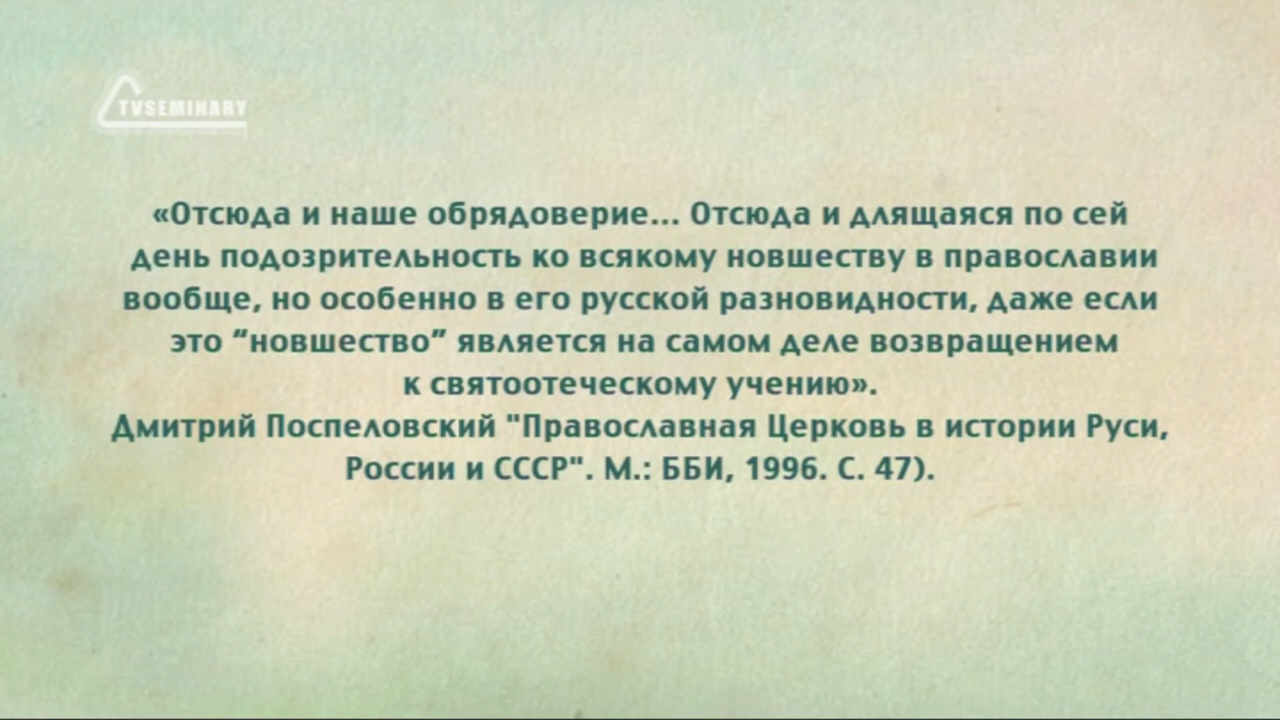 TVSEMINARY
«Отсюда и наше обрядоверие... Отсюда и длящаяся по сей
день подозрительность ко всякому новшеству в православии
вообще, но особенно в его русской разновидности, даже если
это “новшество” является на самом деле возвращением
к святоотеческому учению».
Дмитрий Поспеловский "Православная Церковь в истории Руси,
России и СССР". М.: ББИ, 1996. С. 47).